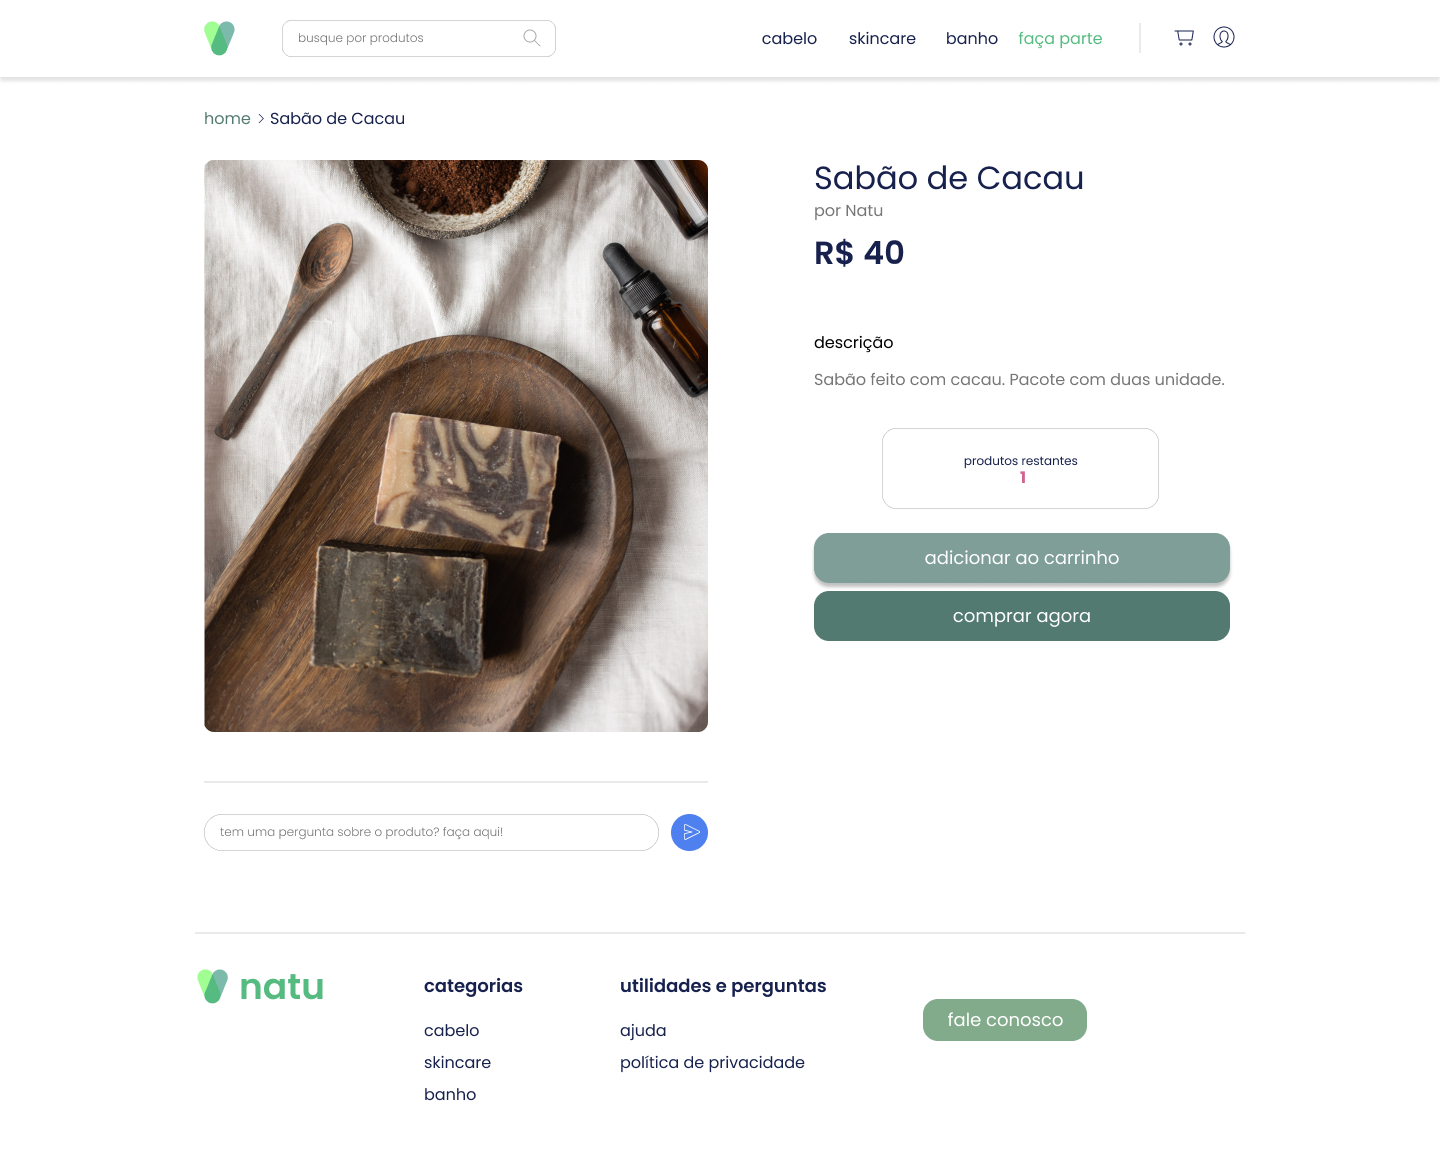 busque por produtos
cabelo skincare banho faça parte
home > Sabão de Cacau
Sabão de Cacau
por Natu
R$ 40
descrição
Sabão feito com cacau. Pacote com duas unidade.
produtos restantes
1
adicionar ao carrinho
comprar agora
tem uma pergunta sobre o produto? faça aqui!
natu
categorias
cabelo
skincare
banho
utilidades e perguntas
ajuda
política de privacidade
fale conosco